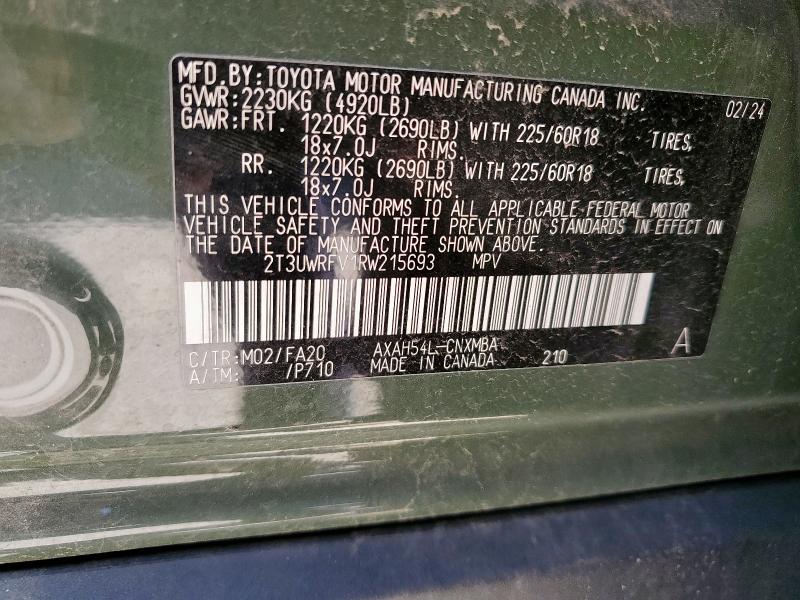 MFD.BY:TOYOTA MOTOR MANUFACTURING CANADA INC.
GVWR:2230KG (4920LB) 02/24
GAWR:FRT. 1220KG (2690LB) WITH 225/60R18 TIRES,
18x7.0J RIMS.
RR. 1220KG (2690LB) WITH 225/60R18 TIRES,
18x7.0J RIMS.
THIS VEHICLE CONFORMS TO ALL APPLICABLE FEDERAL MOTOR
VEHICLE SAFETY AND THEFT PREVENTION STANDARDS IN EFFECT ON
THE DATE OF MANUFACTURE SHOWN ABOVE.
2T3UWRFV1RW215693 MPV
C/TR:M02/FA20 AXAH54L-CNXMBA A
A/TM: /P710 MADE IN CANADA 210